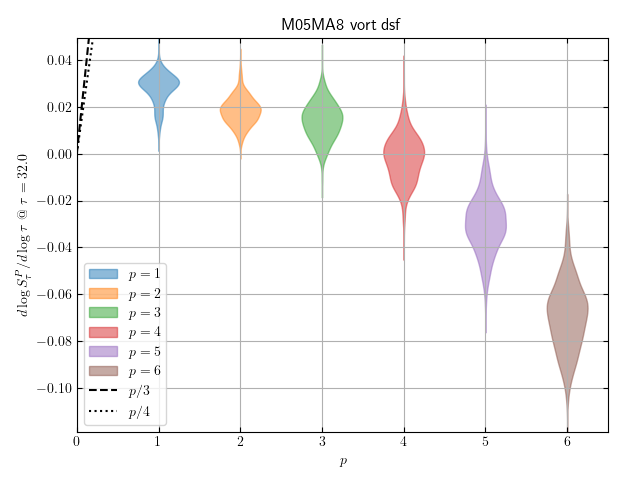 M05MA8 vort dsf
d log S_τ^P / d log τ @ τ = 32.0
0.04
0.02
0.00
−0.02
−0.04
−0.06
−0.08
−0.10
p = 1
p = 2
p = 3
p = 4
p = 5
p = 6
p/3
p/4
0 1 2 3 4 5 6
p